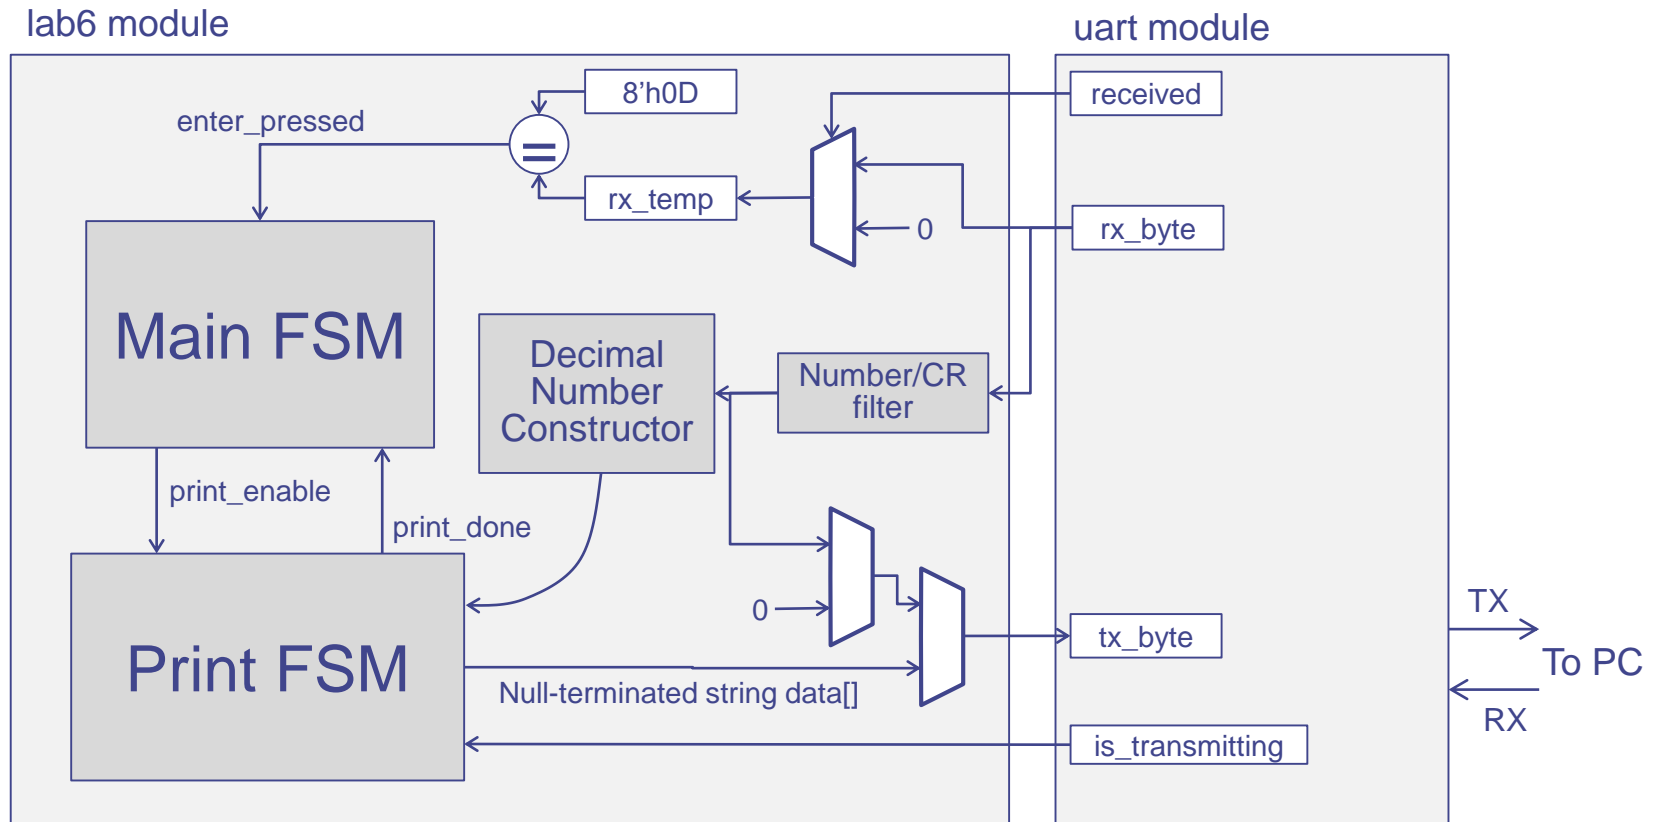 lab6 module
uart module
8'h0D
received
enter_pressed
=
rx_temp
0
rx_byte
Main FSM
Decimal
Number
Constructor
Number/CR
filter
print_enable
print_done
0
TX
tx_byte
To PC
Print FSM
Null-terminated string data[]
RX
is_transmitting